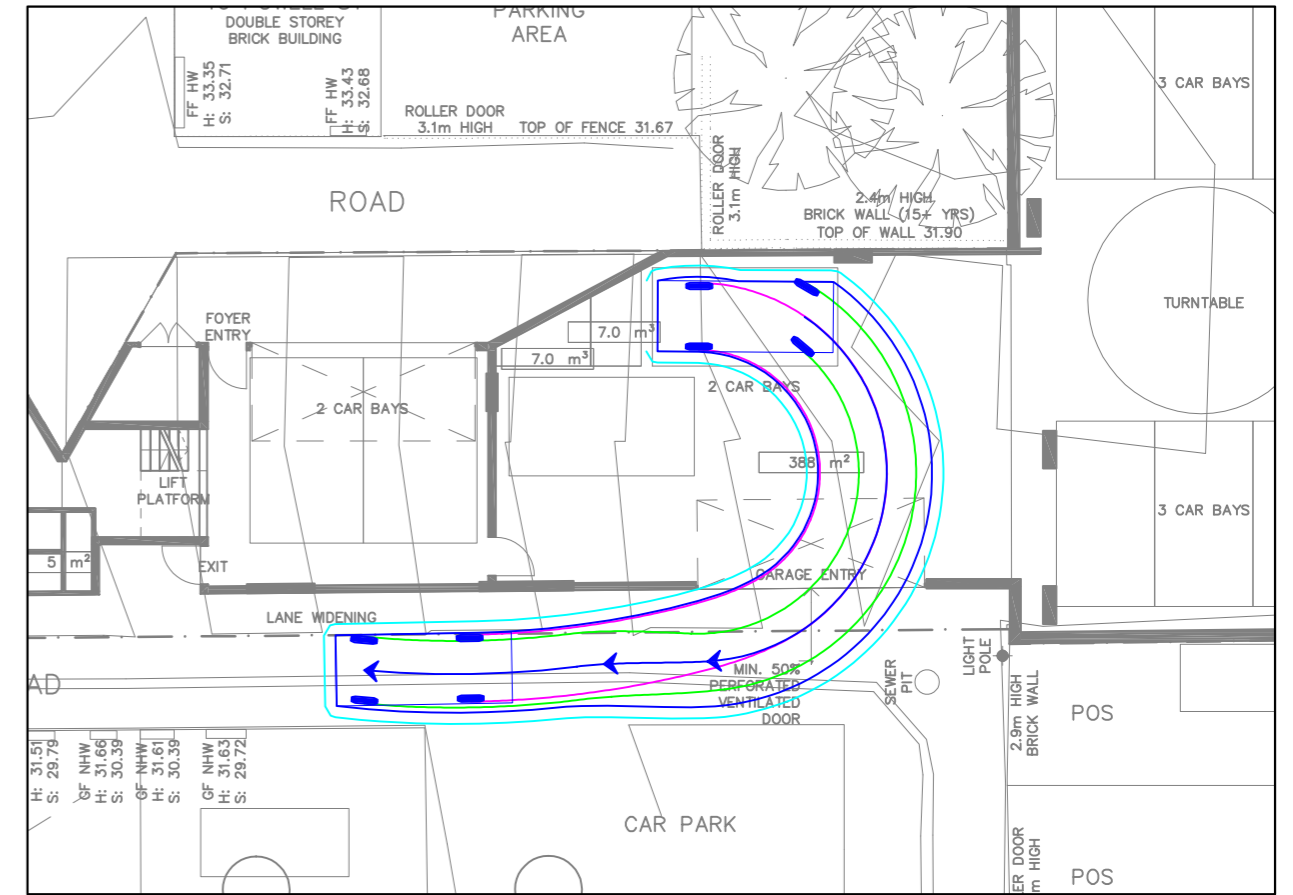 DOUBLE STOREY
BRICK BUILDING
PARKING
AREA
FF HW
H: 33.35
S: 32.71
FF HW
H: 33.43
S: 32.68
ROLLER DOOR
3.1m HIGH
TOP OF FENCE 31.67
ROLLER DOOR
3.1m HIGH
3 CAR BAYS
ROAD
2.4m HIGH
BRICK WALL (15+ YRS)
TOP OF WALL 31.90
TURNTABLE
FOYER
ENTRY
7.0 m³
7.0 m³
2 CAR BAYS
2 CAR BAYS
388 m²
LIFT
PLATFORM
3 CAR BAYS
5 m²
EXIT
GARAGE ENTRY
LANE WIDENING
MIN. 50%
PERFORATED
VENTILATED
DOOR
SEWER
PIT
LIGHT
POLE
2.9m HIGH
BRICK WALL
POS
AD
H: 31.51
S: 29.79
GF NHW
H: 31.66
S: 30.39
GF NHW
H: 31.61
S: 30.39
GF NHW
H: 31.63
S: 29.72
CAR PARK
ER DOOR
m HIGH
POS